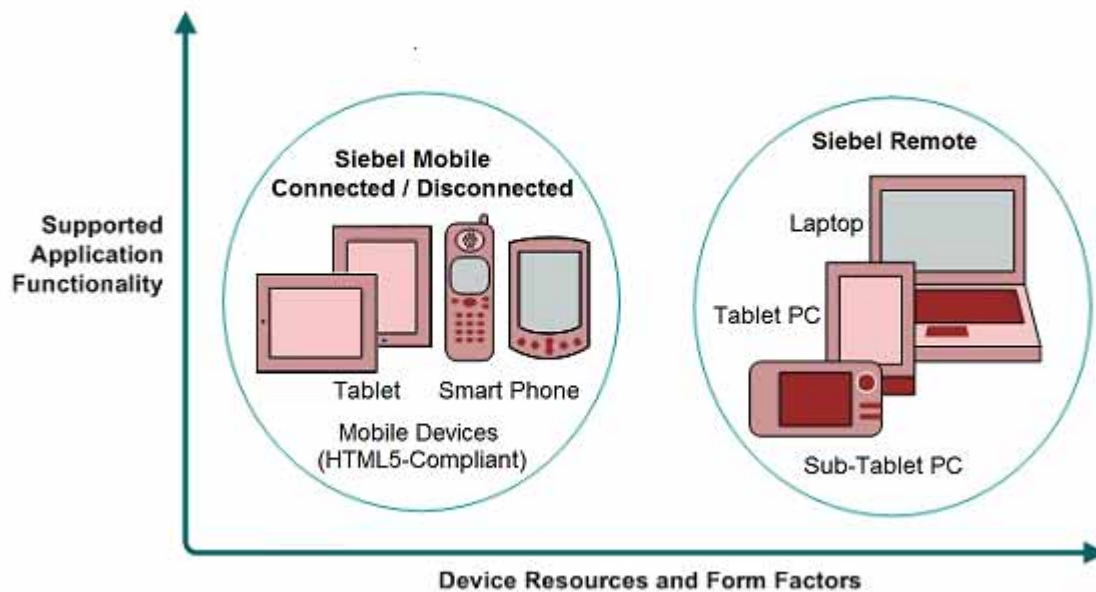 Supported
Application
Functionality
Siebel Mobile
Connected / Disconnected
Tablet
Smart Phone
Mobile Devices
(HTML5-Compliant)
Siebel Remote
Laptop
Tablet PC
Sub-Tablet PC
Device Resources and Form Factors